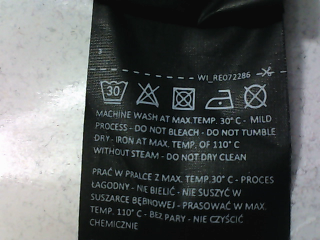 WI_RE072286
30
MACHINE WASH AT MAX. TEMP. 30° C - MILD
PROCESS - DO NOT BLEACH - DO NOT TUMBLE
DRY - IRON AT MAX. TEMP. OF 110° C
WITHOUT STEAM - DO NOT DRY CLEAN
PRAĆ W PRALCE Z MAX. TEMP.30° C - PROCES
ŁAGODNY - NIE BIELIĆ - NIE SUSZYĆ W
SUSZARCE BĘBNOWEJ - PRASOWAĆ W MAX.
TEMP. 110° C - BEZ PARY - NIE CZYŚCIĆ
CHEMICZNIE